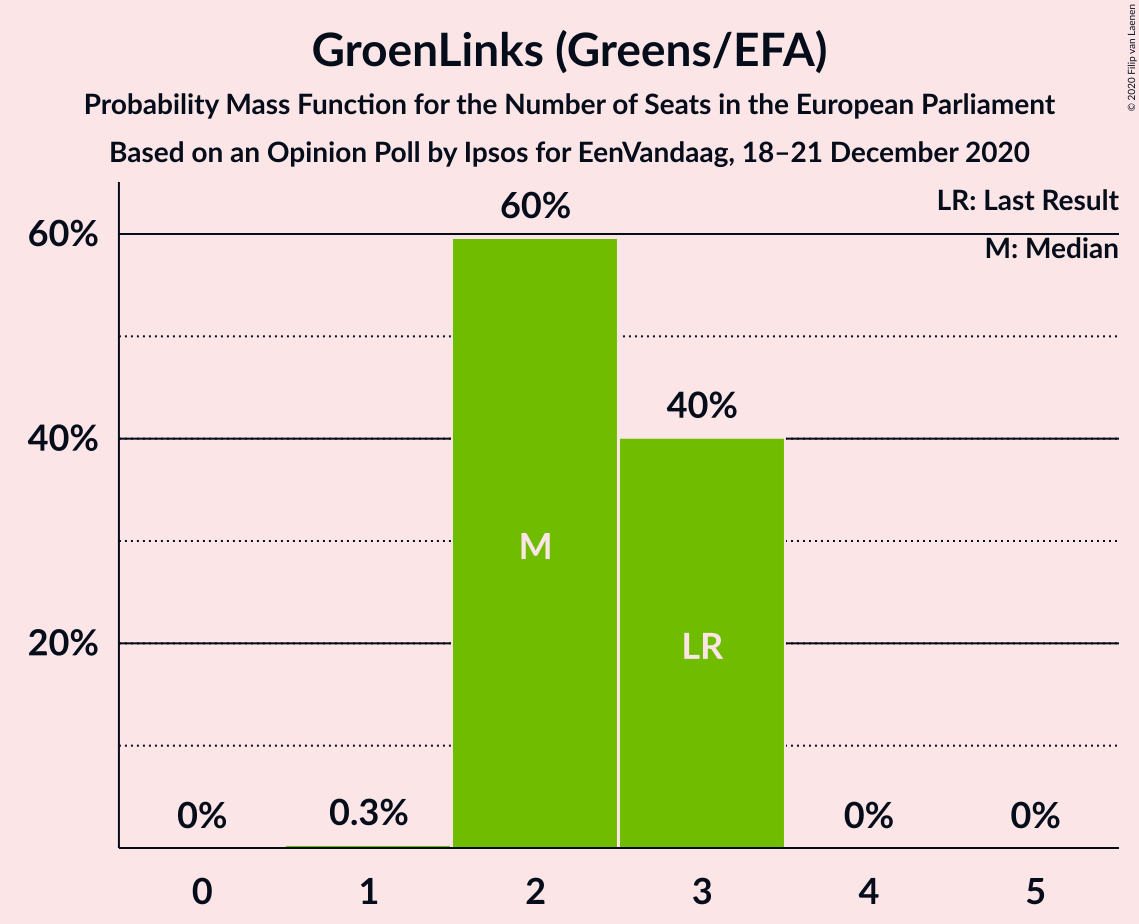 GroenLinks (Greens/EFA)
Probability Mass Function for the Number of Seats in the European Parliament
Based on an Opinion Poll by Ipsos for EenVandaag, 18–21 December 2020
© 2020 Filip van Laenen
LR: Last Result
M: Median
60%
40%
20%
0%
0.3%
60%
40%
0%
0%
M
LR
0
1
2
3
4
5